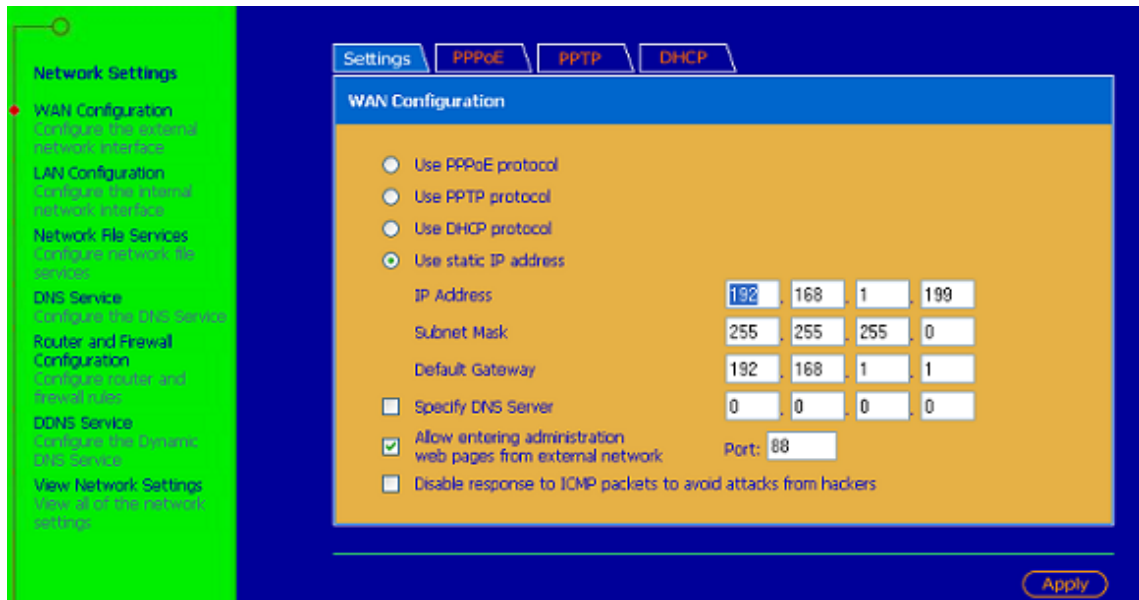 Network Settings
WAN Configuration
Configure the external
network interface
LAN Configuration
Configure the internal
network interface
Network File Services
Configure network file
services
DNS Service
Configure the DNS Service
Router and Firewall
Configuration
Configure router and
firewall rules
DDNS Service
Configure the Dynamic
DNS Service
View Network Settings
View all of the network
settings
Settings PPPoE PPTP DHCP
WAN Configuration
Use PPPoE protocol
Use PPTP protocol
Use DHCP protocol
Use static IP address
IP Address 192 . 168 . 1 . 199
Subnet Mask 255 . 255 . 255 . 0
Default Gateway 192 . 168 . 1 . 1
Specify DNS Server 0 . 0 . 0 . 0
Allow entering administration
web pages from external network Port: 88
Disable response to ICMP packets to avoid attacks from hackers
Apply